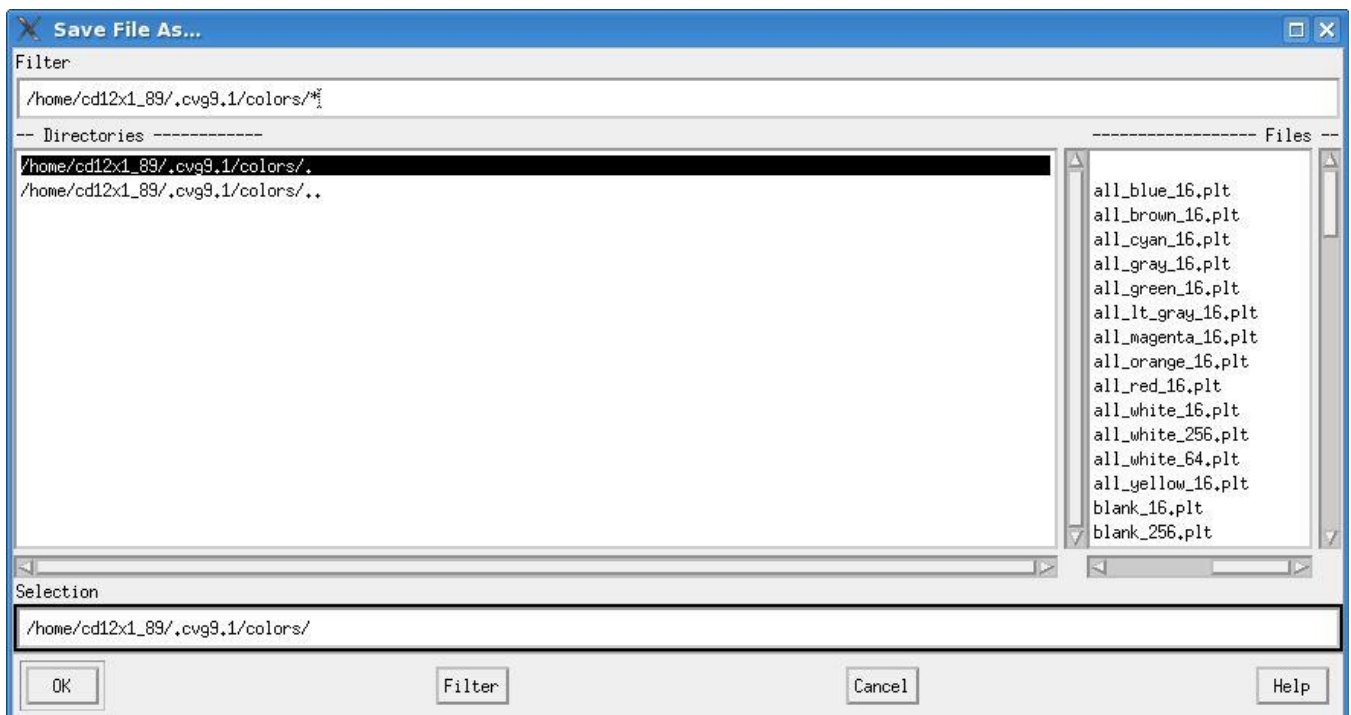 Save File As...
Filter
/home/cd12x1_89/.cvg9.1/colors/*
-- Directories ------------
------------------ Files --
/home/cd12x1_89/.cvg9.1/colors/.
/home/cd12x1_89/.cvg9.1/colors/..
all_blue_16.plt
all_brown_16.plt
all_cyan_16.plt
all_gray_16.plt
all_green_16.plt
all_lt_gray_16.plt
all_magenta_16.plt
all_orange_16.plt
all_red_16.plt
all_white_16.plt
all_white_256.plt
all_white_64.plt
all_yellow_16.plt
blank_16.plt
blank_256.plt
Selection
/home/cd12x1_89/.cvg9.1/colors/
OK Filter Cancel Help